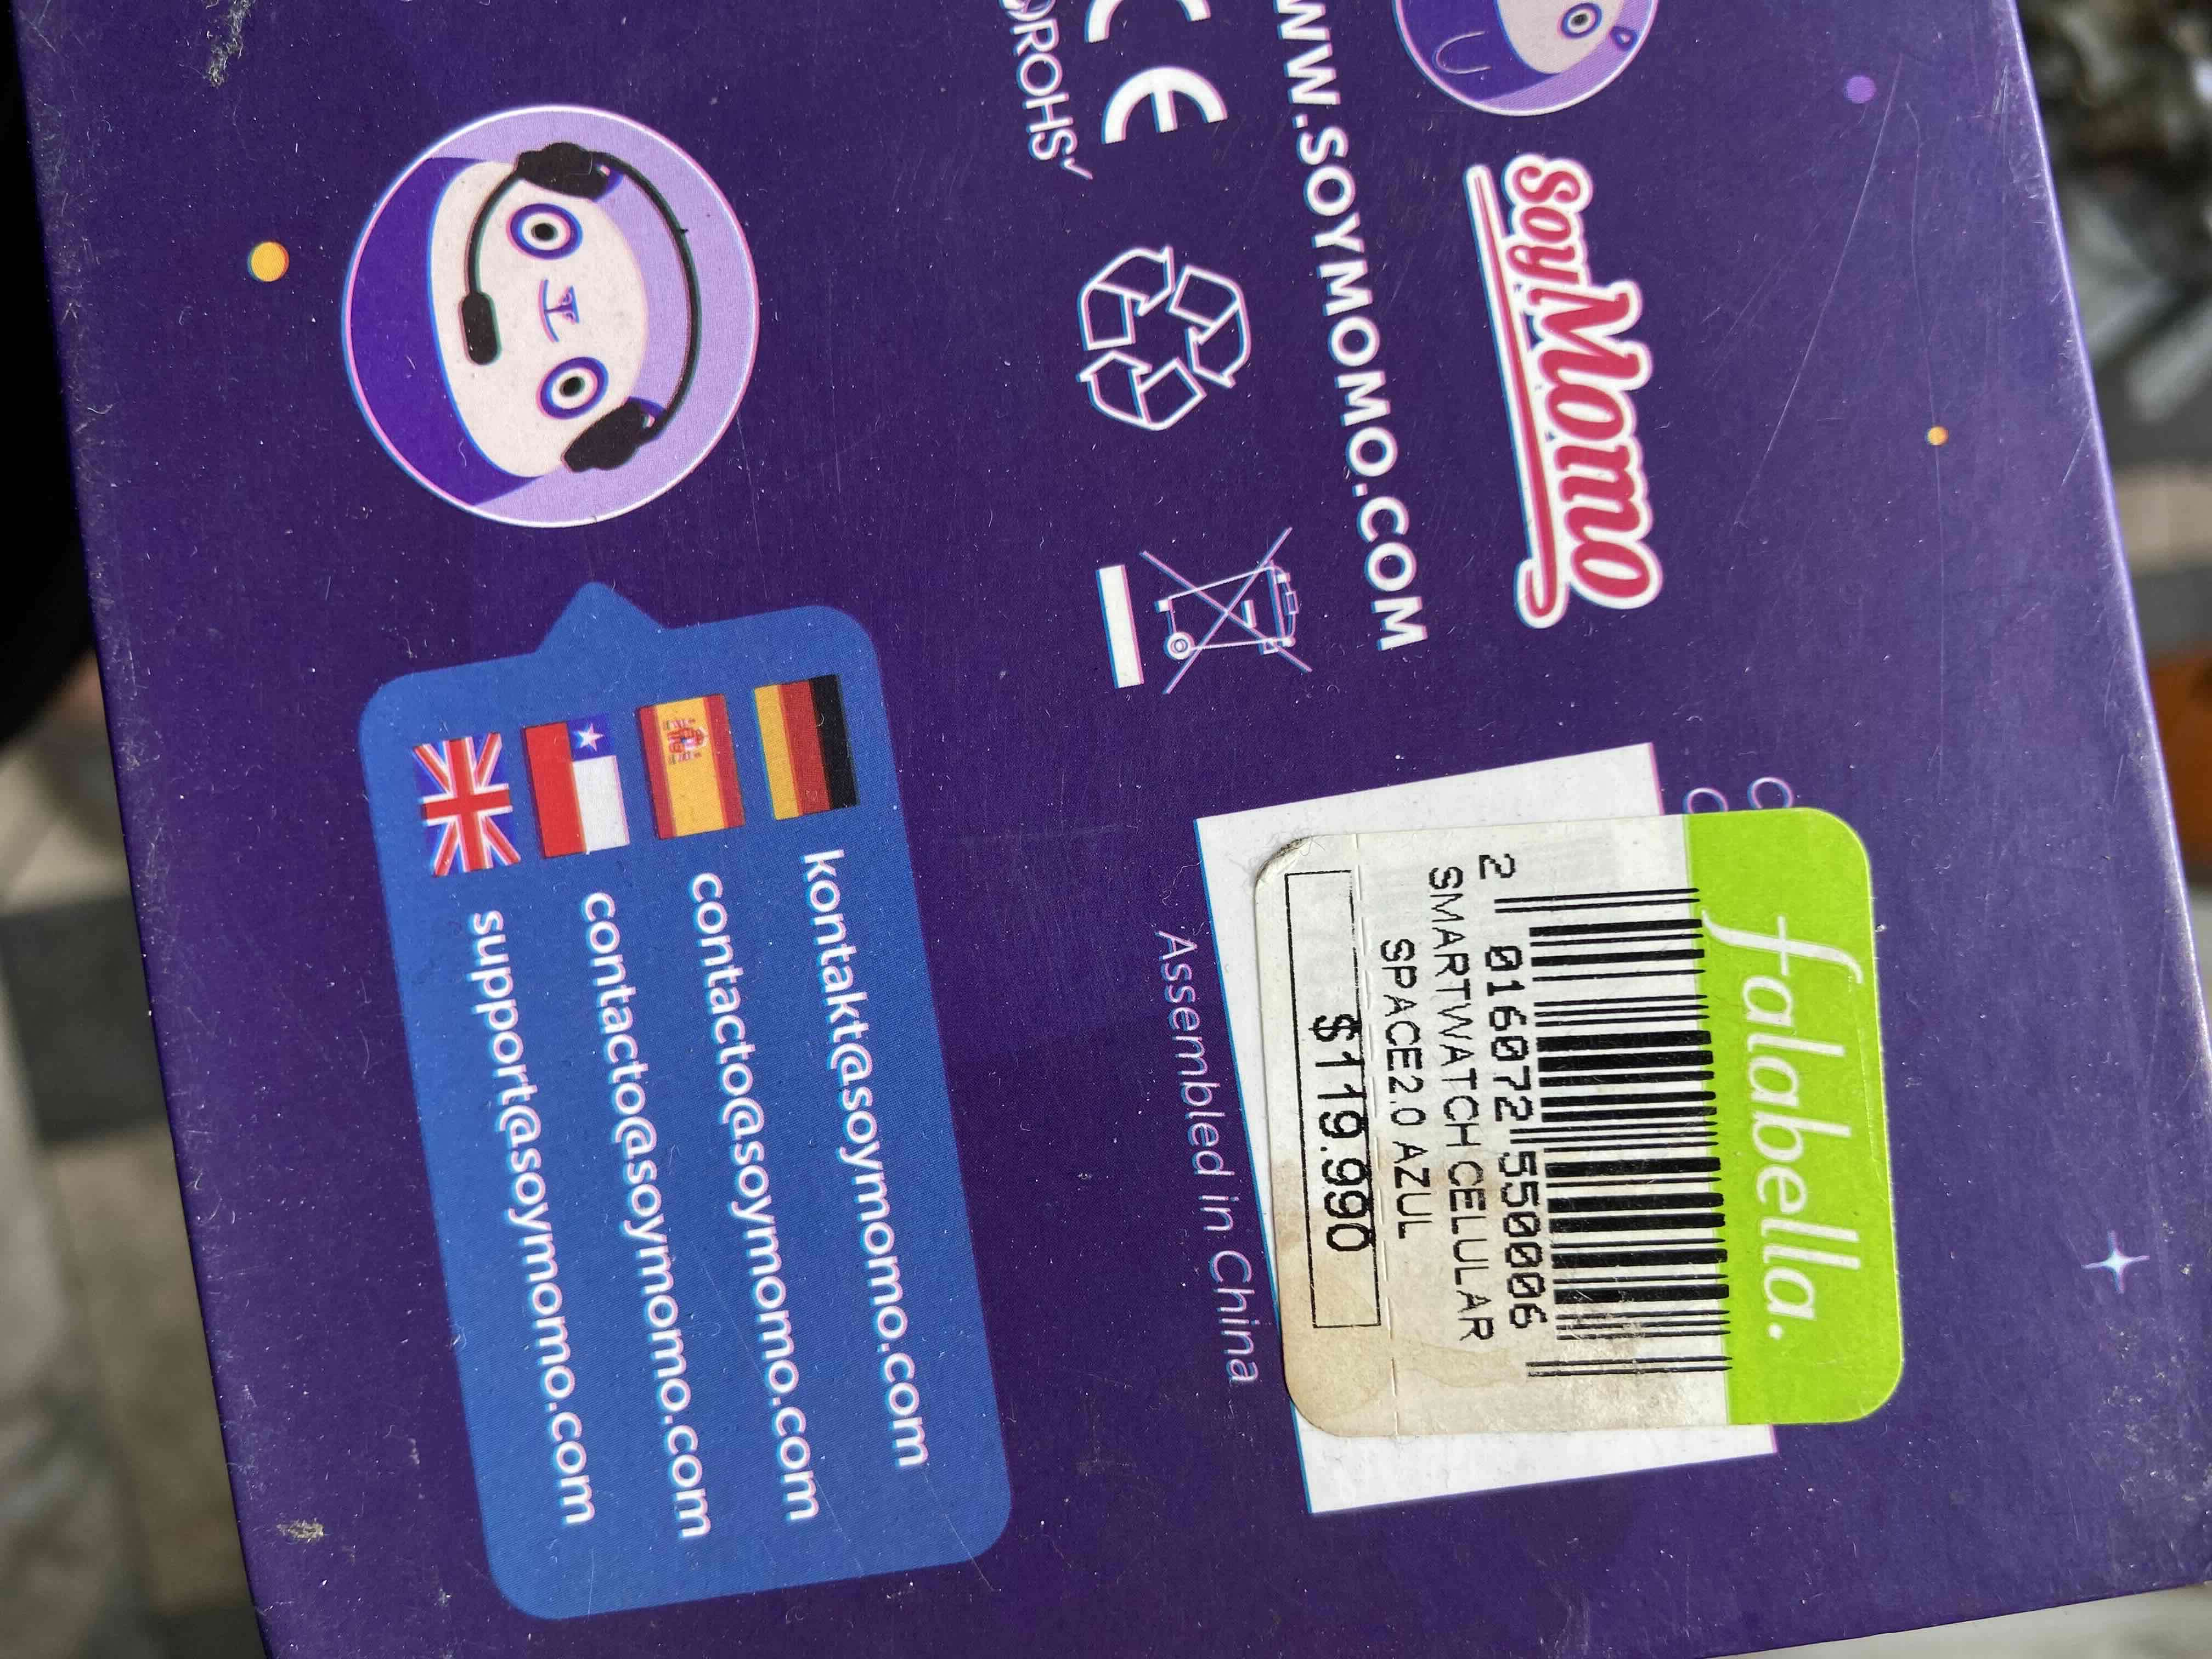 soyMomo
WWW.SOYMOMO.COM
CE
ROHS
falabella.
2 016072 550006
SMARTWATCH CELULAR
SPACE2.0 AZUL
$119.990
Assembled in China
kontakt@soymomo.com
contacto@soymomo.com
contacto@soymomo.com
support@soymomo.com